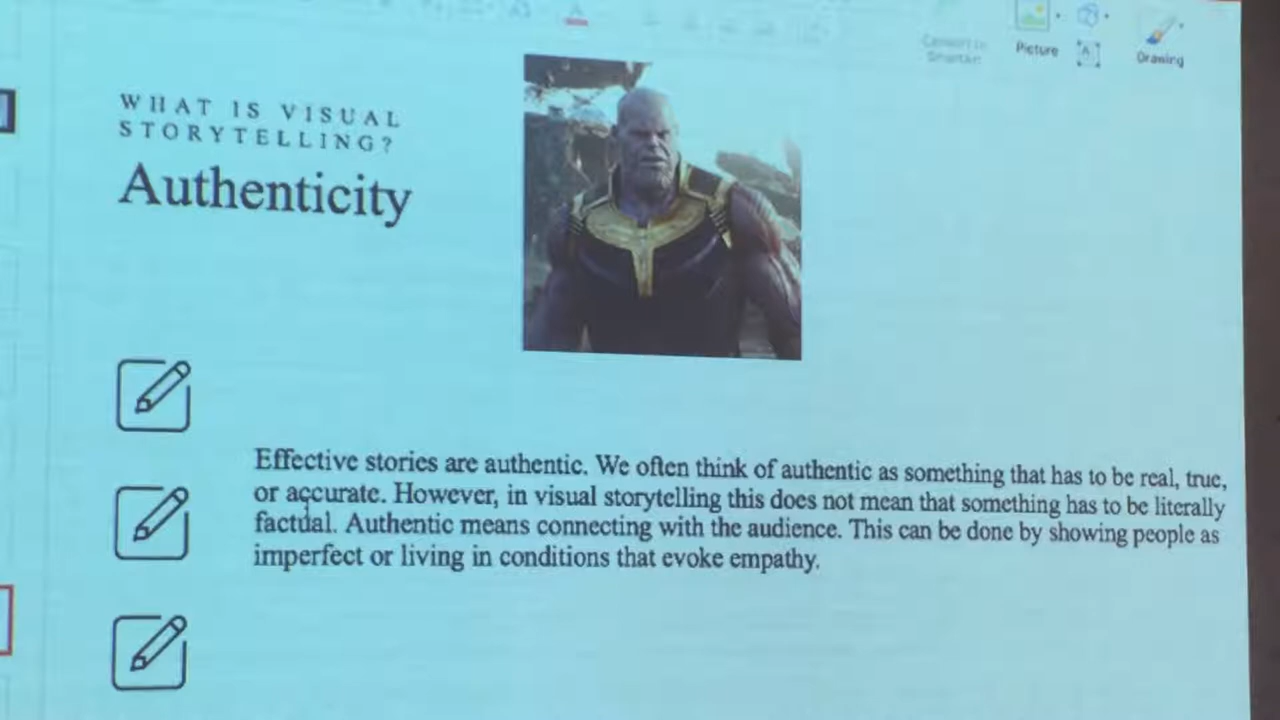 WHAT IS VISUAL
STORYTELLING?
Authenticity
Convert to
SmartArt
Picture
Drawing
Effective stories are authentic. We often think of authentic as something that has to be real, true,
or accurate. However, in visual storytelling this does not mean that something has to be literally
factual. Authentic means connecting with the audience. This can be done by showing people as
imperfect or living in conditions that evoke empathy.